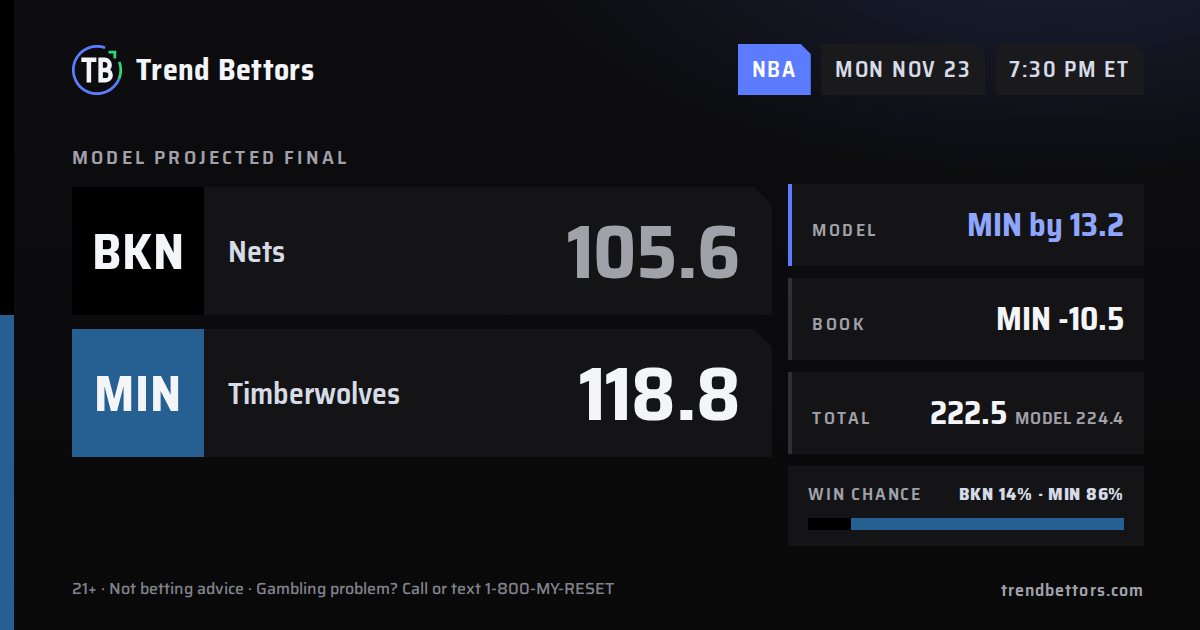 TB Trend Bettors
NBA MON NOV 23 7:30 PM ET
MODEL PROJECTED FINAL
BKN Nets 105.6
MIN Timberwolves 118.8
MODEL MIN by 13.2
BOOK MIN -10.5
TOTAL 222.5 MODEL 224.4
WIN CHANCE BKN 14% · MIN 86%
21+ · Not betting advice · Gambling problem? Call or text 1-800-MY-RESET
trendbettors.com